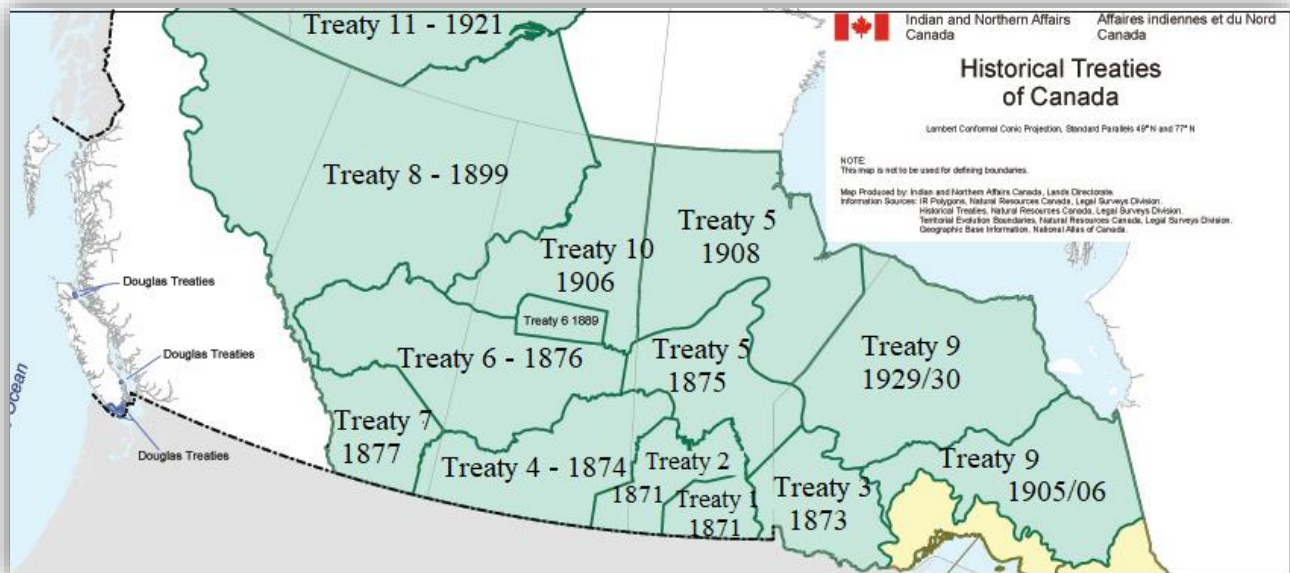 Treaty 11 - 1921
Indian and Northern Affairs
Canada
Affaires indiennes et du Nord
Canada
Historical Treaties
of Canada
Lambert Conformal Conic Projection, Standard Parallels 49°N and 77°N
NOTE:
This map is not to be used for defining boundaries.
Map Produced by: Indian and Northern Affairs Canada, Lands Directorate.
Information Sources: IR Polygons, Natural Resources Canada, Legal Surveys Division.
Historical Treaties, Natural Resources Canada, Legal Surveys Division.
Territorial Evolution Boundaries, Natural Resources Canada, Legal Surveys Division.
Geographic Base Information, National Atlas of Canada.
Treaty 8 - 1899
Treaty 5
1908
Treaty 10
1906
Douglas Treaties
Treaty 6 1889
Douglas Treaties
Treaty 6 - 1876
Treaty 5
1875
Treaty 9
1929/30
Ocean
Treaty 7
1877
Douglas Treaties
Treaty 4 - 1874
Treaty 2
1871
Treaty 1
1871
Treaty 3
1873
Treaty 9
1905/06